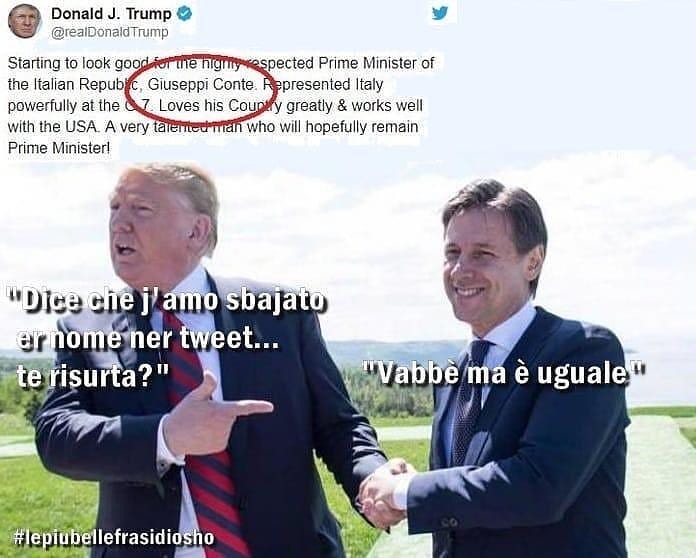 Donald J. Trump
@realDonaldTrump
Starting to look good for the highly respected Prime Minister of
the Italian Republic, Giuseppi Conte. Represented Italy
powerfully at the G-7. Loves his Country greatly & works well
with the USA. A very talented man who will hopefully remain
Prime Minister!
"Dice che j'amo sbajato
er nome ner tweet...
te risurta?"
"Vabbè ma è uguale"
#lepiubellefrasidiosho